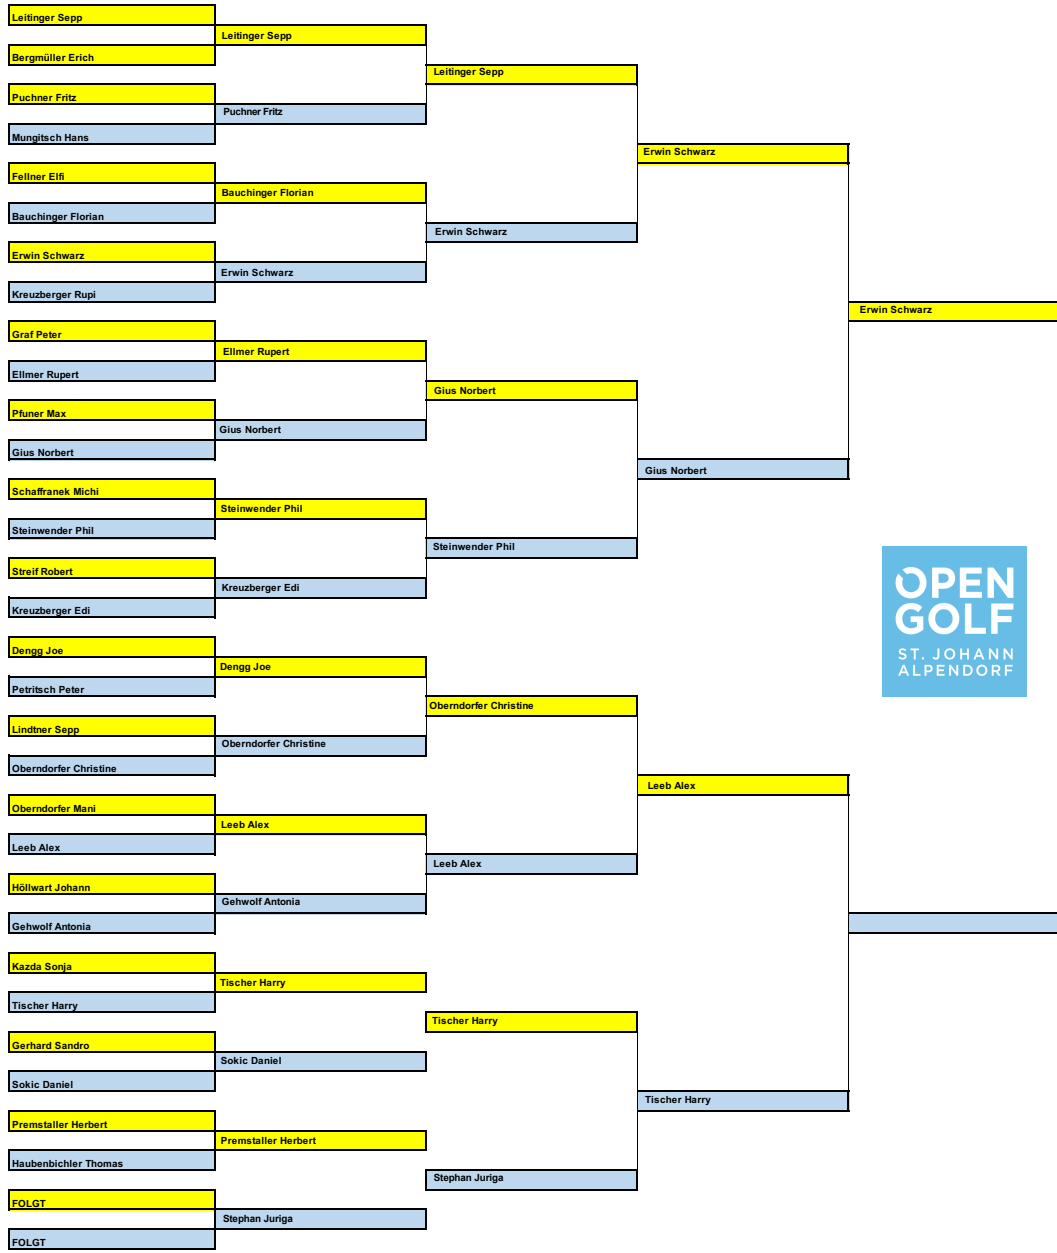 Leitinger Sepp
Bergmüller Erich
Puchner Fritz
Mungitsch Hans
Fellner Elfi
Bauchinger Florian
Erwin Schwarz
Kreuzberger Rupi
Graf Peter
Ellmer Rupert
Pfuner Max
Gius Norbert
Schaffranek Michi
Steinwender Phil
Streif Robert
Kreuzberger Edi
Dengg Joe
Petritsch Peter
Lindtner Sepp
Oberndorfer Christine
Oberndorfer Mani
Leeb Alex
Höllwart Johann
Gehwolf Antonia
Kazda Sonja
Tischer Harry
Gerhard Sandro
Sokic Daniel
Premstaller Herbert
Haubenbichler Thomas
FOLGT
FOLGT
Leitinger Sepp
Puchner Fritz
Bauchinger Florian
Erwin Schwarz
Ellmer Rupert
Gius Norbert
Steinwender Phil
Kreuzberger Edi
Dengg Joe
Oberndorfer Christine
Leeb Alex
Gehwolf Antonia
Tischer Harry
Sokic Daniel
Premstaller Herbert
Stephan Juriga
Leitinger Sepp
Erwin Schwarz
Gius Norbert
Steinwender Phil
Oberndorfer Christine
Leeb Alex
Tischer Harry
Stephan Juriga
Erwin Schwarz
Gius Norbert
Leeb Alex
Tischer Harry
Erwin Schwarz
OPEN
GOLF
ST. JOHANN
ALPENDORF